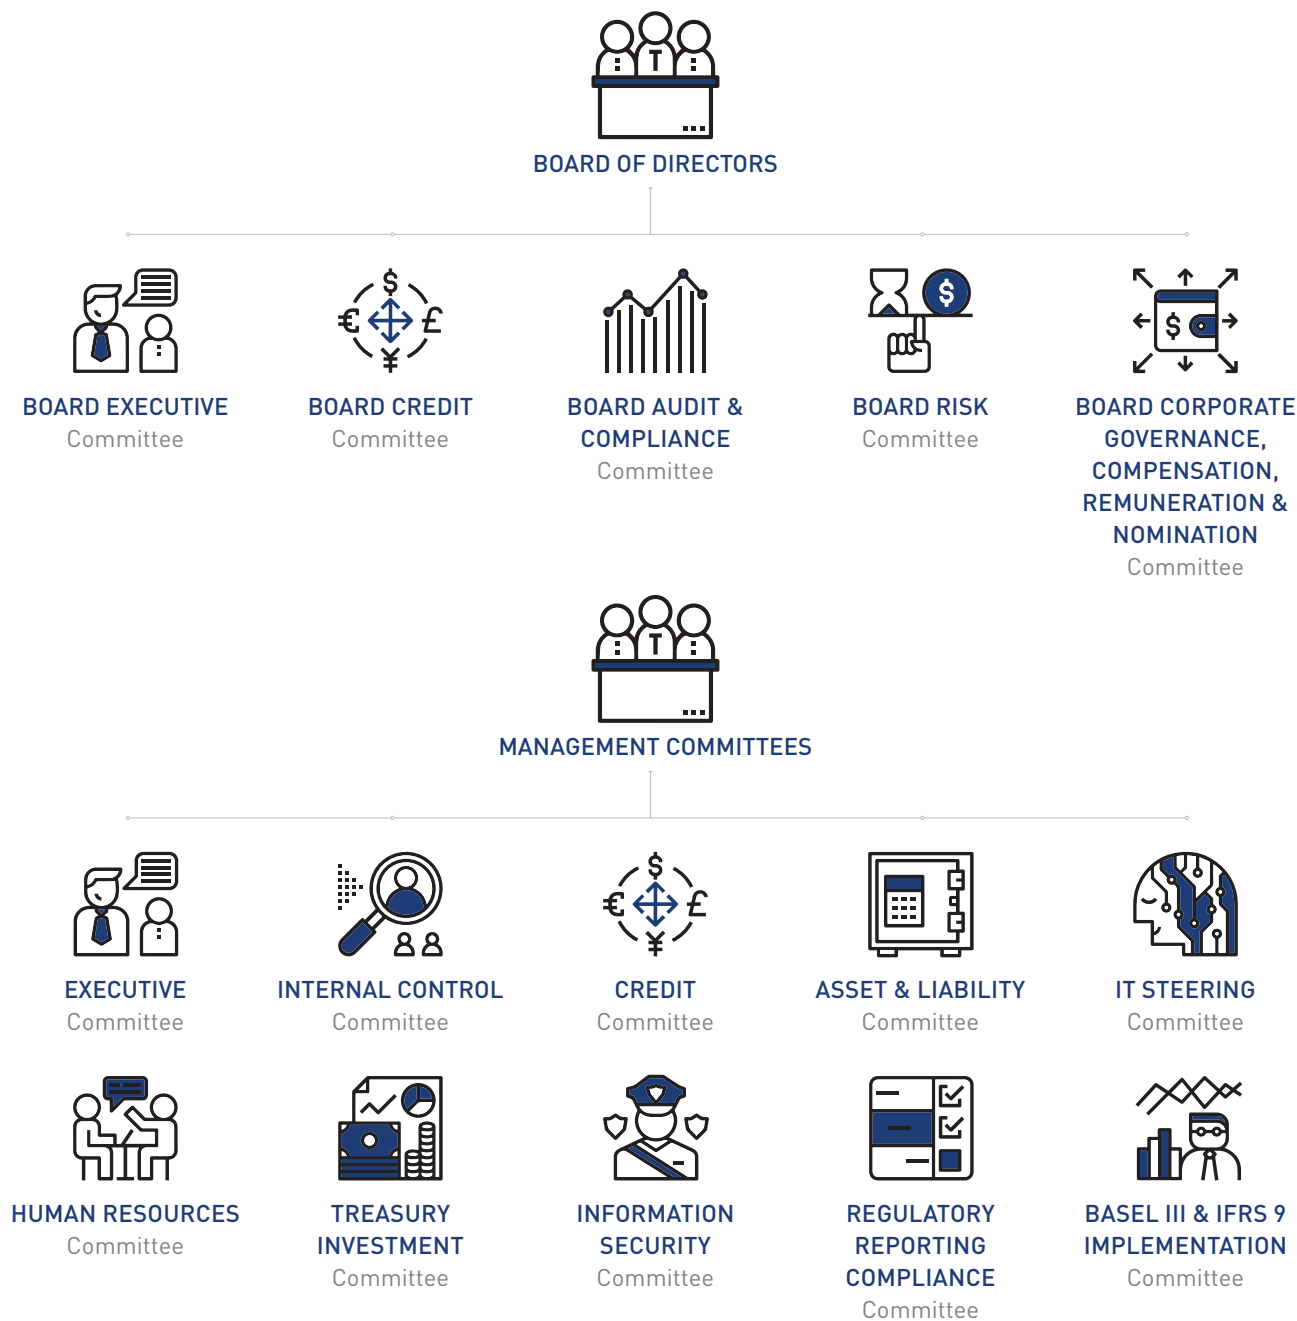 BOARD OF DIRECTORS
BOARD EXECUTIVE
Committee
BOARD CREDIT
Committee
BOARD AUDIT &
COMPLIANCE
Committee
BOARD RISK
Committee
BOARD CORPORATE
GOVERNANCE,
COMPENSATION,
REMUNERATION &
NOMINATION
Committee
MANAGEMENT COMMITTEES
EXECUTIVE
Committee
INTERNAL CONTROL
Committee
CREDIT
Committee
ASSET & LIABILITY
Committee
IT STEERING
Committee
HUMAN RESOURCES
Committee
TREASURY
INVESTMENT
Committee
INFORMATION
SECURITY
Committee
REGULATORY
REPORTING
COMPLIANCE
Committee
BASEL III & IFRS 9
IMPLEMENTATION
Committee